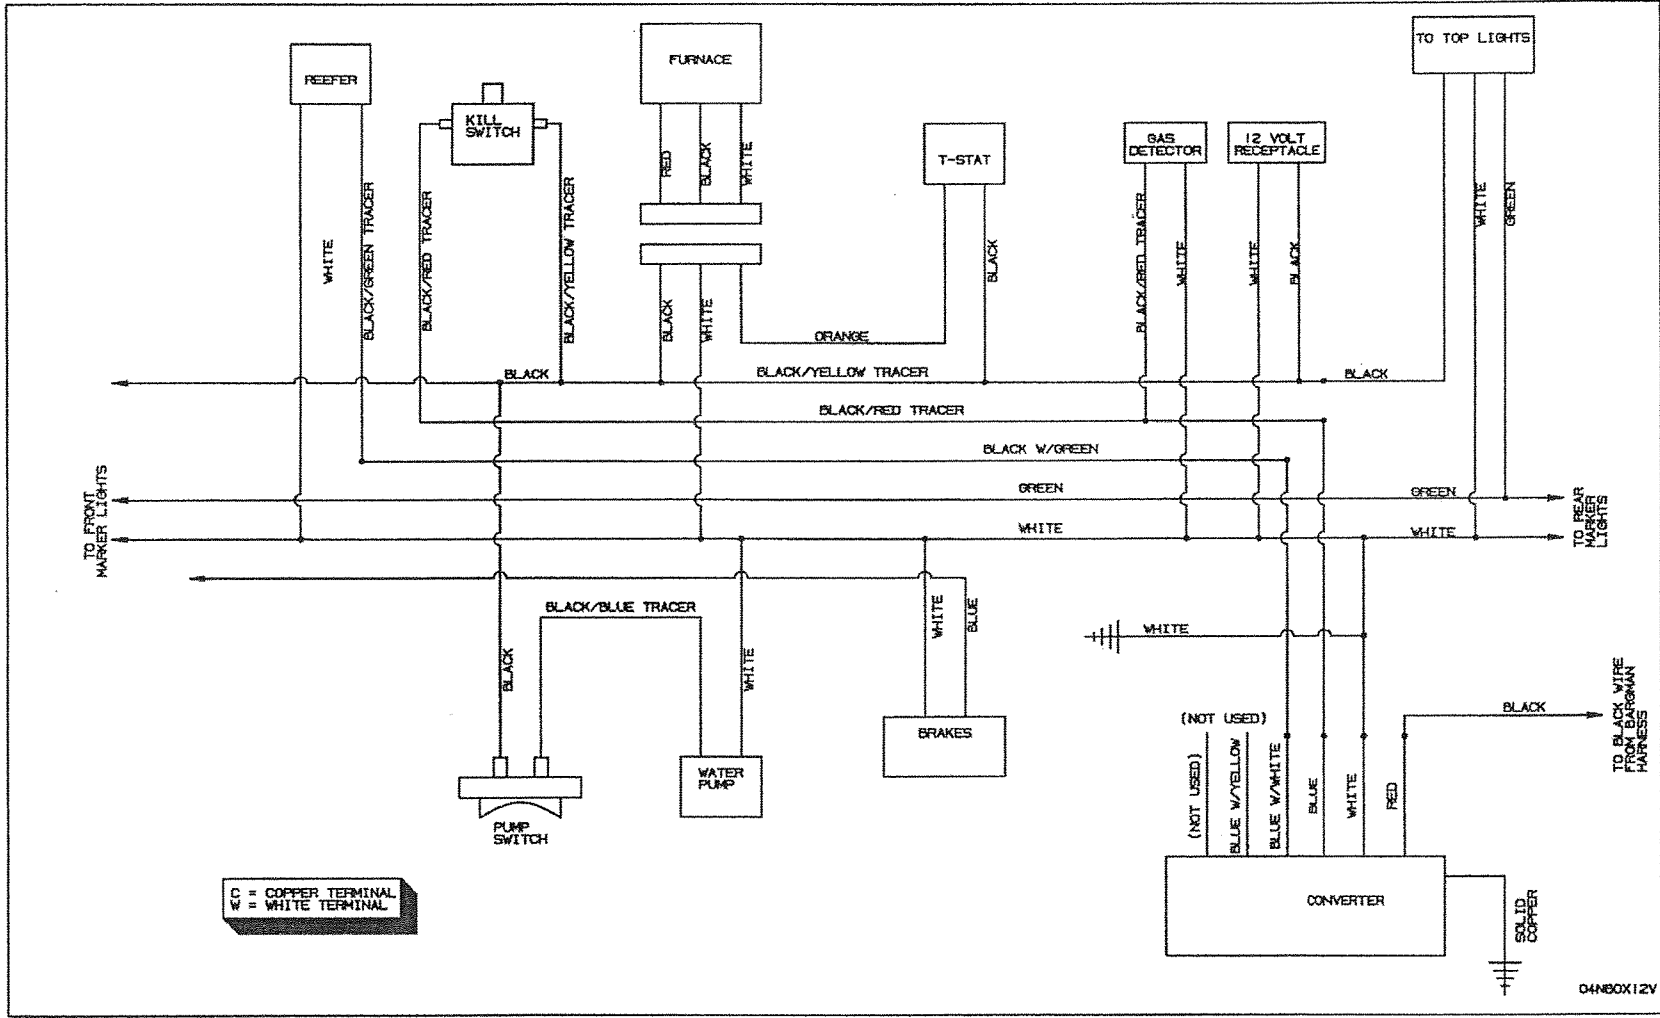 REEFER
KILL
SWITCH
FURNACE
T-STAT
GAS
DETECTOR
12 VOLT
RECEPTACLE
TO TOP LIGHTS
RED
BLACK
WHITE
WHITE
BLACK/GREEN TRACER
BLACK/RED TRACER
BLACK/YELLOW TRACER
BLACK
WHITE
ORANGE
BLACK
BLACK/RED TRACER
WHITE
WHITE
BLACK
WHITE
GREEN
BLACK
BLACK/YELLOW TRACER
BLACK
BLACK/RED TRACER
BLACK W/GREEN
GREEN
GREEN
WHITE
WHITE
TO FRONT
MARKER LIGHTS
TO REAR
MARKER
LIGHTS
BLACK/BLUE TRACER
BLACK
WHITE
WHITE
BLUE
WHITE
BLACK
TO BLACK WIRE
FROM BARGMAN
HARNESS
(NOT USED)
(NOT USED)
BLUE W/YELLOW
BLUE W/WHITE
BLUE
WHITE
RED
BRAKES
WATER
PUMP
PUMP
SWITCH
CONVERTER
SOLID
COPPER
C = COPPER TERMINAL
W = WHITE TERMINAL
04N80X12V